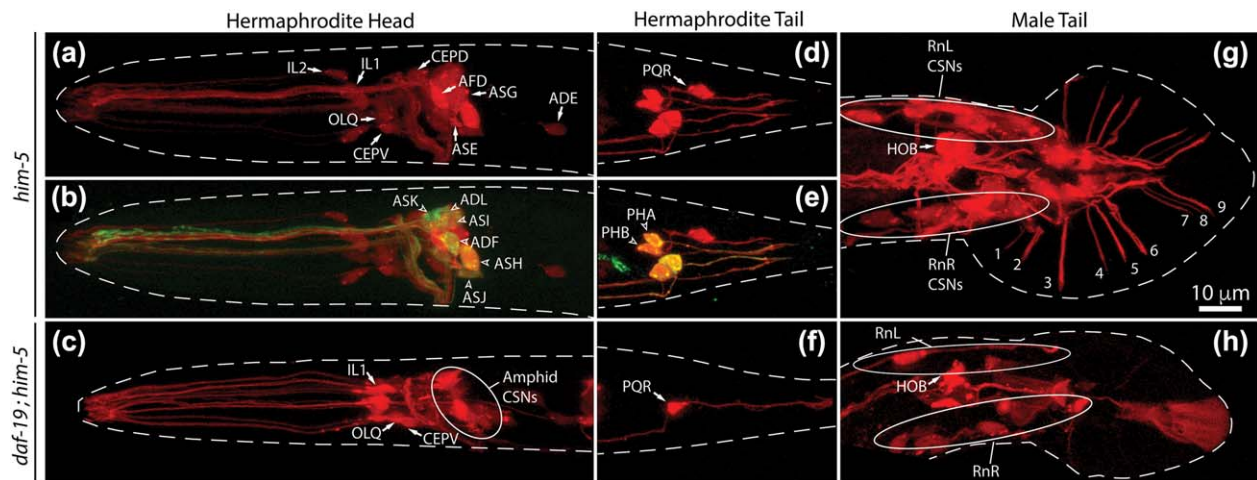 Hermaphrodite Head
Hermaphrodite Tail
Male Tail
him-5
(a)
IL2
IL1
CEPD
AFD
ASG
ADE
OLQ
CEPV
ASE
(d)
PQR
(g)
RnL
CSNs
HOB
RnR
CSNs
1
2
3
4
5
6
7
8
9
10 μm
(b)
ASK
ADL
ASI
ADF
ASH
ASJ
(e)
PHA
PHB
daf-19; him-5
(c)
IL1
OLQ
CEPV
Amphid
CSNs
(f)
PQR
(h)
RnL
HOB
RnR